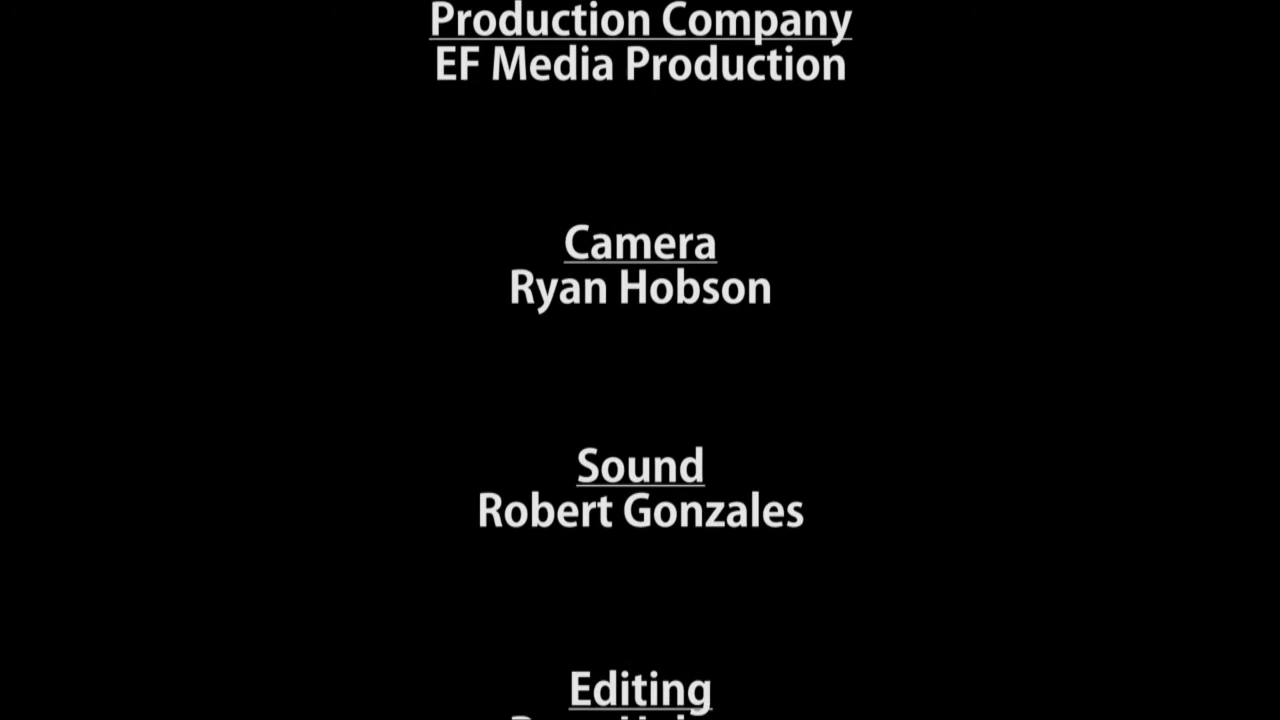 Production Company
EF Media Production
Camera
Ryan Hobson
Sound
Robert Gonzales
Editing